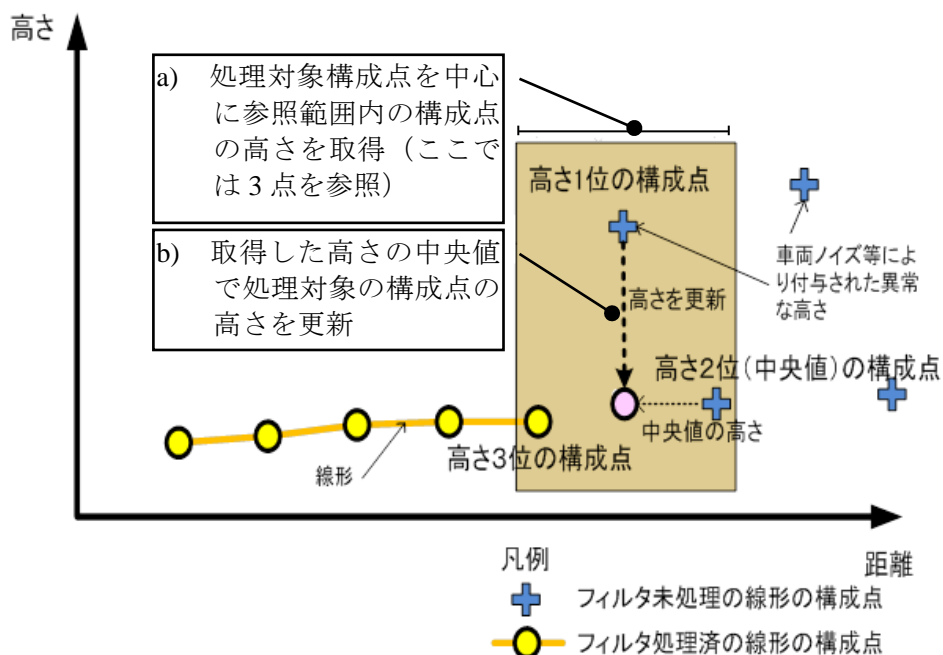 高さ
a) 処理対象構成点を中心
に参照範囲内の構成点
の高さを取得（ここで
は 3 点を参照）
高さ1位の構成点
b) 取得した高さの中央値
で処理対象の構成点の
高さを更新
高さを更新
車両ノイズ等によ
り付与された異常
な高さ
高さ2位(中央値)の構成点
中央値の高さ
高さ3位の構成点
線形
距離
凡例
フィルタ未処理の線形の構成点
フィルタ処理済の線形の構成点